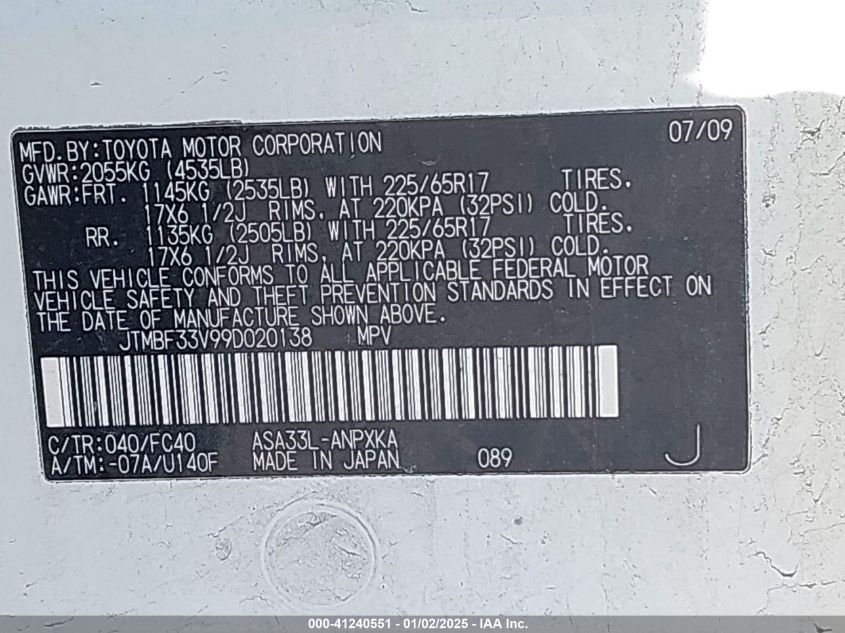 07/09
MFD.BY:TOYOTA MOTOR CORPORATION
GVWR:2055KG (4535LB)
GAWR:FRT. 1145KG (2535LB) WITH 225/65R17 TIRES.
17X6 1/2J RIMS, AT 220KPA (32PSI) COLD.
RR. 1135KG (2505LB) WITH 225/65R17 TIRES.
17X6 1/2J RIMS, AT 220KPA (32PSI) COLD.
THIS VEHICLE CONFORMS TO ALL APPLICABLE FEDERAL MOTOR
VEHICLE SAFETY AND THEFT PREVENTION STANDARDS IN EFFECT ON
THE DATE OF MANUFACTURE SHOWN ABOVE.
JTMBF33V99D020138 MPV
C/TR:040/FC40 ASA33L-ANPXKA
A/TM:-07A/U140F MADE IN JAPAN 089 J
000-41240551 - 01/02/2025 - IAA Inc.